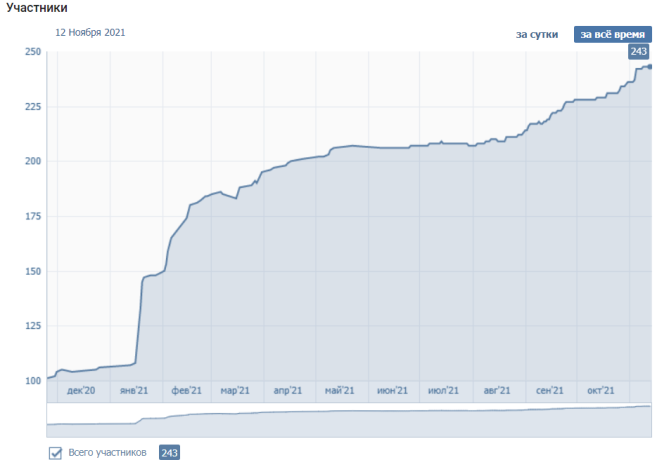 Участники
12 Ноября 2021
за сутки за всё время
243
250
225
200
175
150
125
100
дек'20 янв'21 фев'21 мар'21 апр'21 май'21 июн'21 июл'21 авг'21 сен'21 окт'21
Всего участников 243